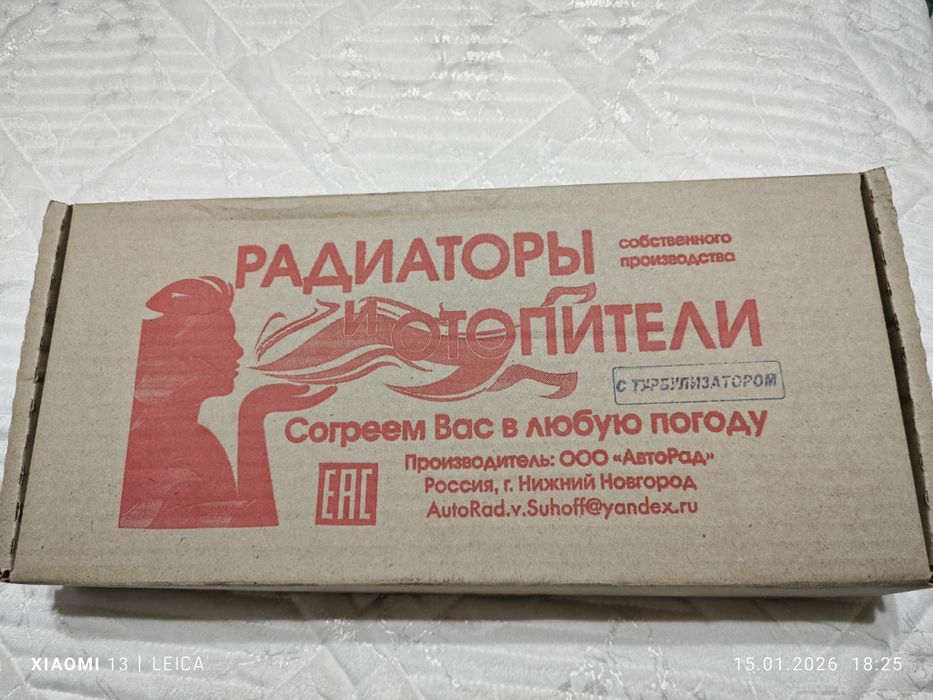 РАДИАТОРЫ
собственного
производства
И ОТОПИТЕЛИ
С ТУРБУЛИЗАТОРОМ
Согреем Вас в любую погоду
Производитель: ООО «АвтоРад»
Россия, г. Нижний Новгород
AutoRad.v.Suhoff@yandex.ru
EAC
XIAOMI 13 | LEICA
15.01.2026 18:25